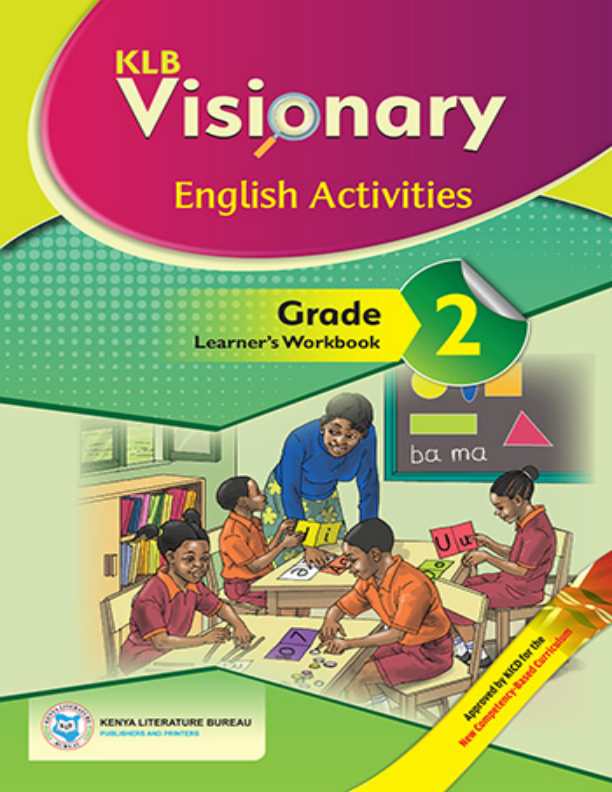 KLB
Visionary
English Activities
Grade
2
Learner's Workbook
ba ma
U u
Approved by KICD for the
New Competency-Based Curriculum
KENYA LITERATURE BUREAU
PUBLISHERS AND PRINTERS